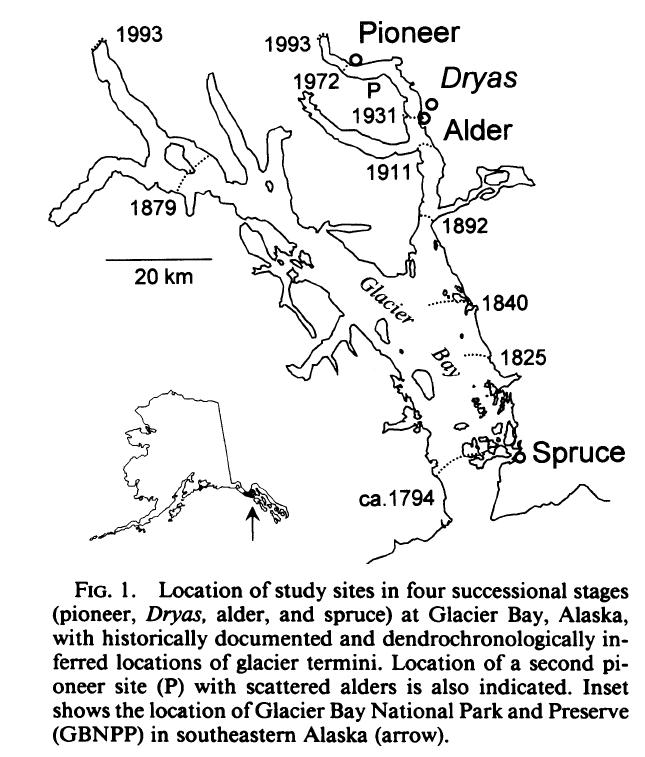 1993
Pioneer
1993
1972
P
Dryas
1931
Alder
1911
1879
1892
20 km
Glacier
1840
Bay
1825
Spruce
ca.1794
FIG. 1. Location of study sites in four successional stages
(pioneer, Dryas, alder, and spruce) at Glacier Bay, Alaska,
with historically documented and dendrochronologically in-
ferred locations of glacier termini. Location of a second pi-
oneer site (P) with scattered alders is also indicated. Inset
shows the location of Glacier Bay National Park and Preserve
(GBNPP) in southeastern Alaska (arrow).